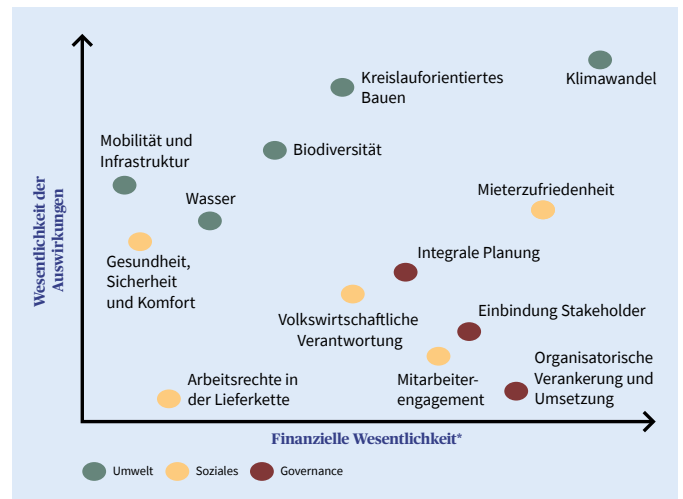 Kreislauforientiertes
Bauen
Klimawandel
Mobilität und
Infrastruktur
Biodiversität
Wasser
Mieterzufriedenheit
Gesundheit,
Sicherheit
und Komfort
Integrale Planung
Volkswirtschaftliche
Verantwortung
Einbindung Stakeholder
Arbeitsrechte in
der Lieferkette
Mitarbeiter-
engagement
Organisatorische
Verankerung und
Umsetzung
Wesentlichkeit der
Auswirkungen
Finanzielle Wesentlichkeit*
Umwelt
Soziales
Governance